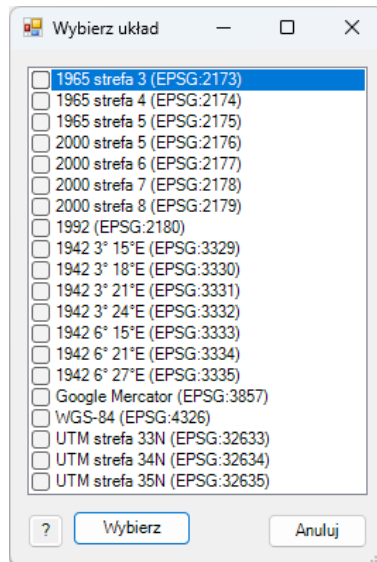 Wybierz układ
1965 strefa 3 (EPSG:2173)
1965 strefa 4 (EPSG:2174)
1965 strefa 5 (EPSG:2175)
2000 strefa 5 (EPSG:2176)
2000 strefa 6 (EPSG:2177)
2000 strefa 7 (EPSG:2178)
2000 strefa 8 (EPSG:2179)
1992 (EPSG:2180)
1942 3° 15°E (EPSG:3329)
1942 3° 18°E (EPSG:3330)
1942 3° 21°E (EPSG:3331)
1942 3° 24°E (EPSG:3332)
1942 6° 15°E (EPSG:3333)
1942 6° 21°E (EPSG:3334)
1942 6° 27°E (EPSG:3335)
Google Mercator (EPSG:3857)
WGS-84 (EPSG:4326)
UTM strefa 33N (EPSG:32633)
UTM strefa 34N (EPSG:32634)
UTM strefa 35N (EPSG:32635)
? Wybierz Anuluj